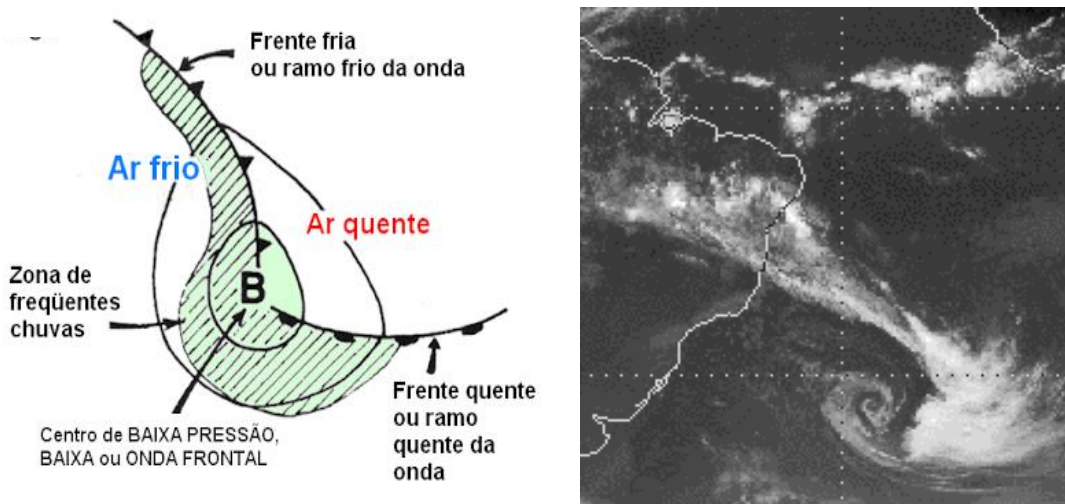 Frente fria
ou ramo frio da onda
Ar frio
Ar quente
Zona de
freqüentes
chuvas
B
Frente quente
ou ramo
quente da
onda
Centro de BAIXA PRESSÃO,
BAIXA ou ONDA FRONTAL